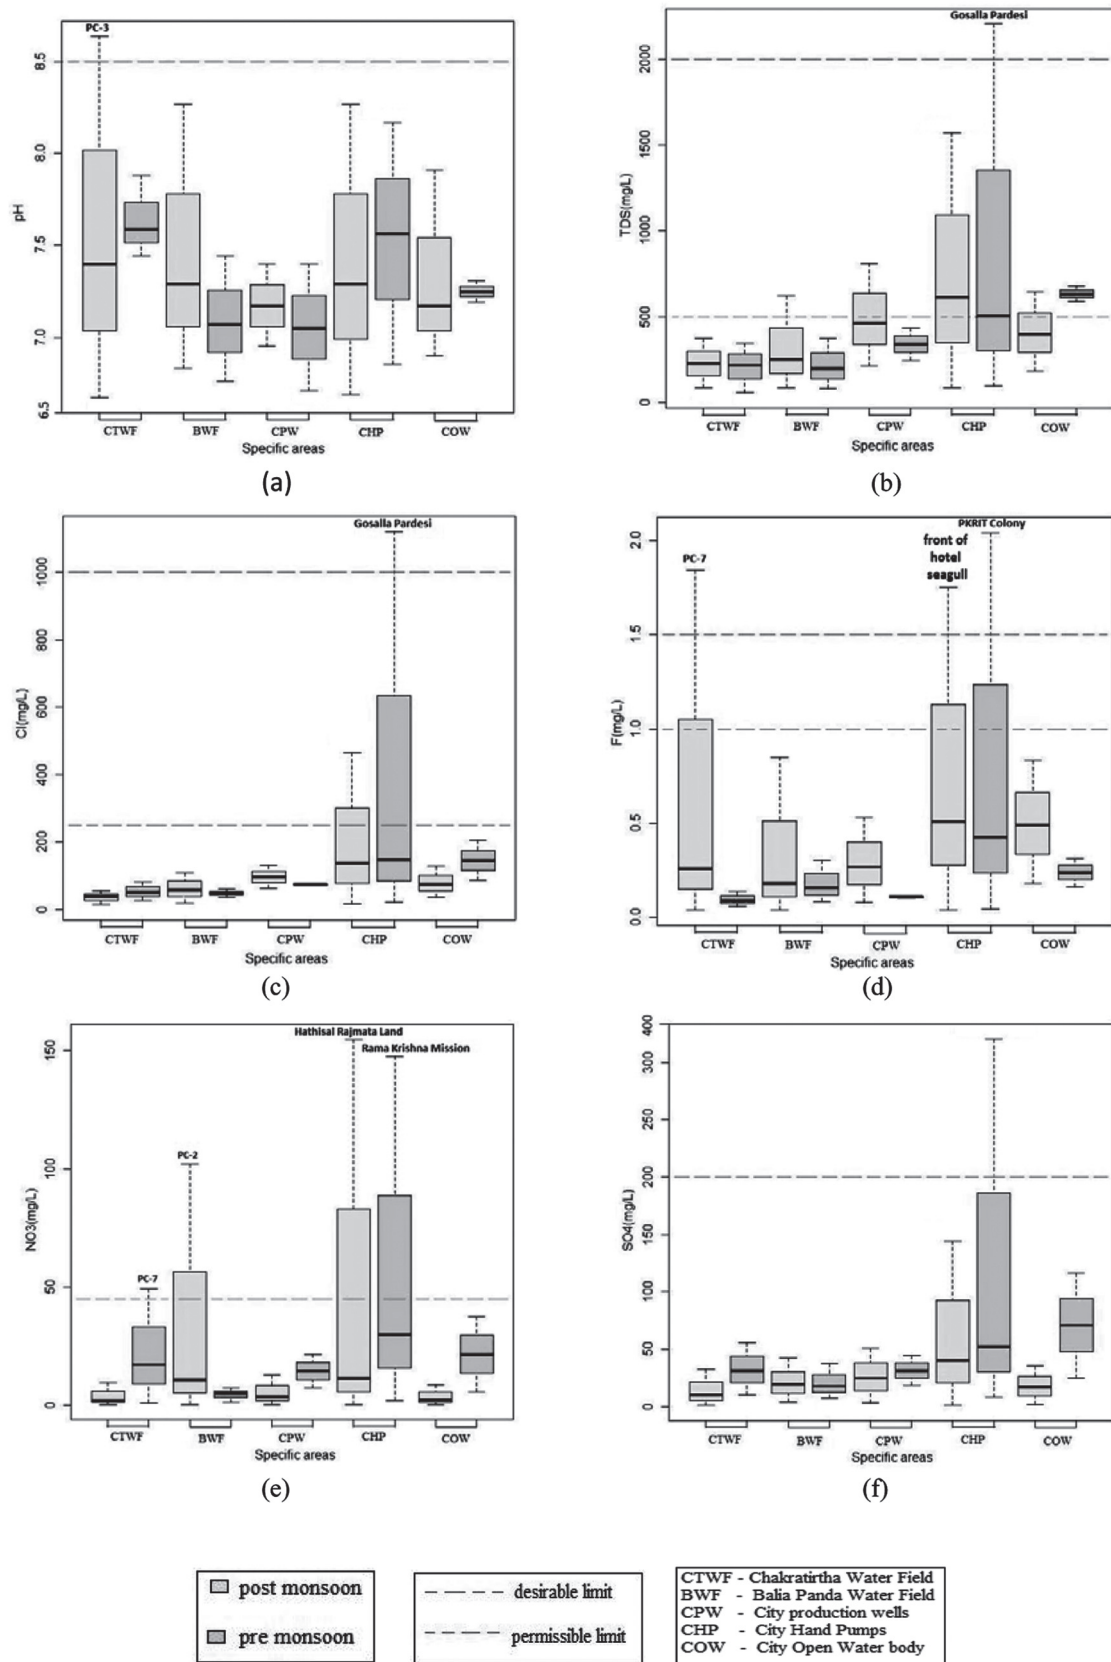 PC-3
8.5
8.0
7.5
7.0
6.5
pH
CTWF BWF CPW CHP COW
Specific areas
(a)
Gosalla Pardesi
2000
1500
1000
500
0
TDS(mg/L)
CTWF BWF CPW CHP COW
Specific areas
(b)
Gosalla Pardesi
1000
800
600
400
200
0
Cl(mg/L)
CTWF BWF CPW CHP COW
Specific areas
(c)
PKRIT Colony
front of
hotel
seagull
PC-7
2.0
1.5
1.0
0.5
0.0
F(mg/L)
CTWF BWF CPW CHP COW
Specific areas
(d)
Hathisal Rajmata Land
Rama Krishna Mission
PC-2
PC-7
150
100
50
0
NO3(mg/L)
CTWF BWF CPW CHP COW
Specific areas
(e)
400
300
250
200
150
100
50
0
SO4(mg/L)
CTWF BWF CPW CHP COW
Specific areas
(f)
post monsoon
pre monsoon
desirable limit
permissible limit
CTWF - Chakratirtha Water Field
BWF - Balia Panda Water Field
CPW - City production wells
CHP - City Hand Pumps
COW - City Open Water body